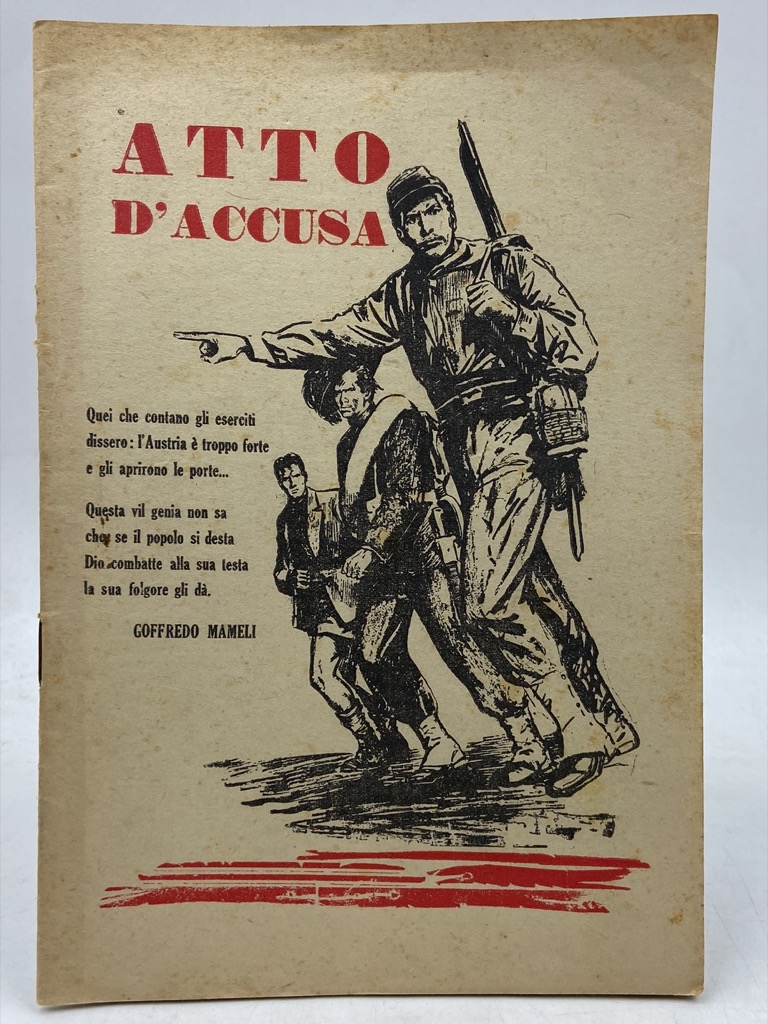 ATTO
D'ACCUSA
Quei che contano gli eserciti
dissero: l'Austria è troppo forte
e gli aprirono le porte...
Questa vil genia non sa
che se il popolo si desta
Dio combatte alla sua testa
la sua folgore gli dà.
GOFFREDO MAMELI